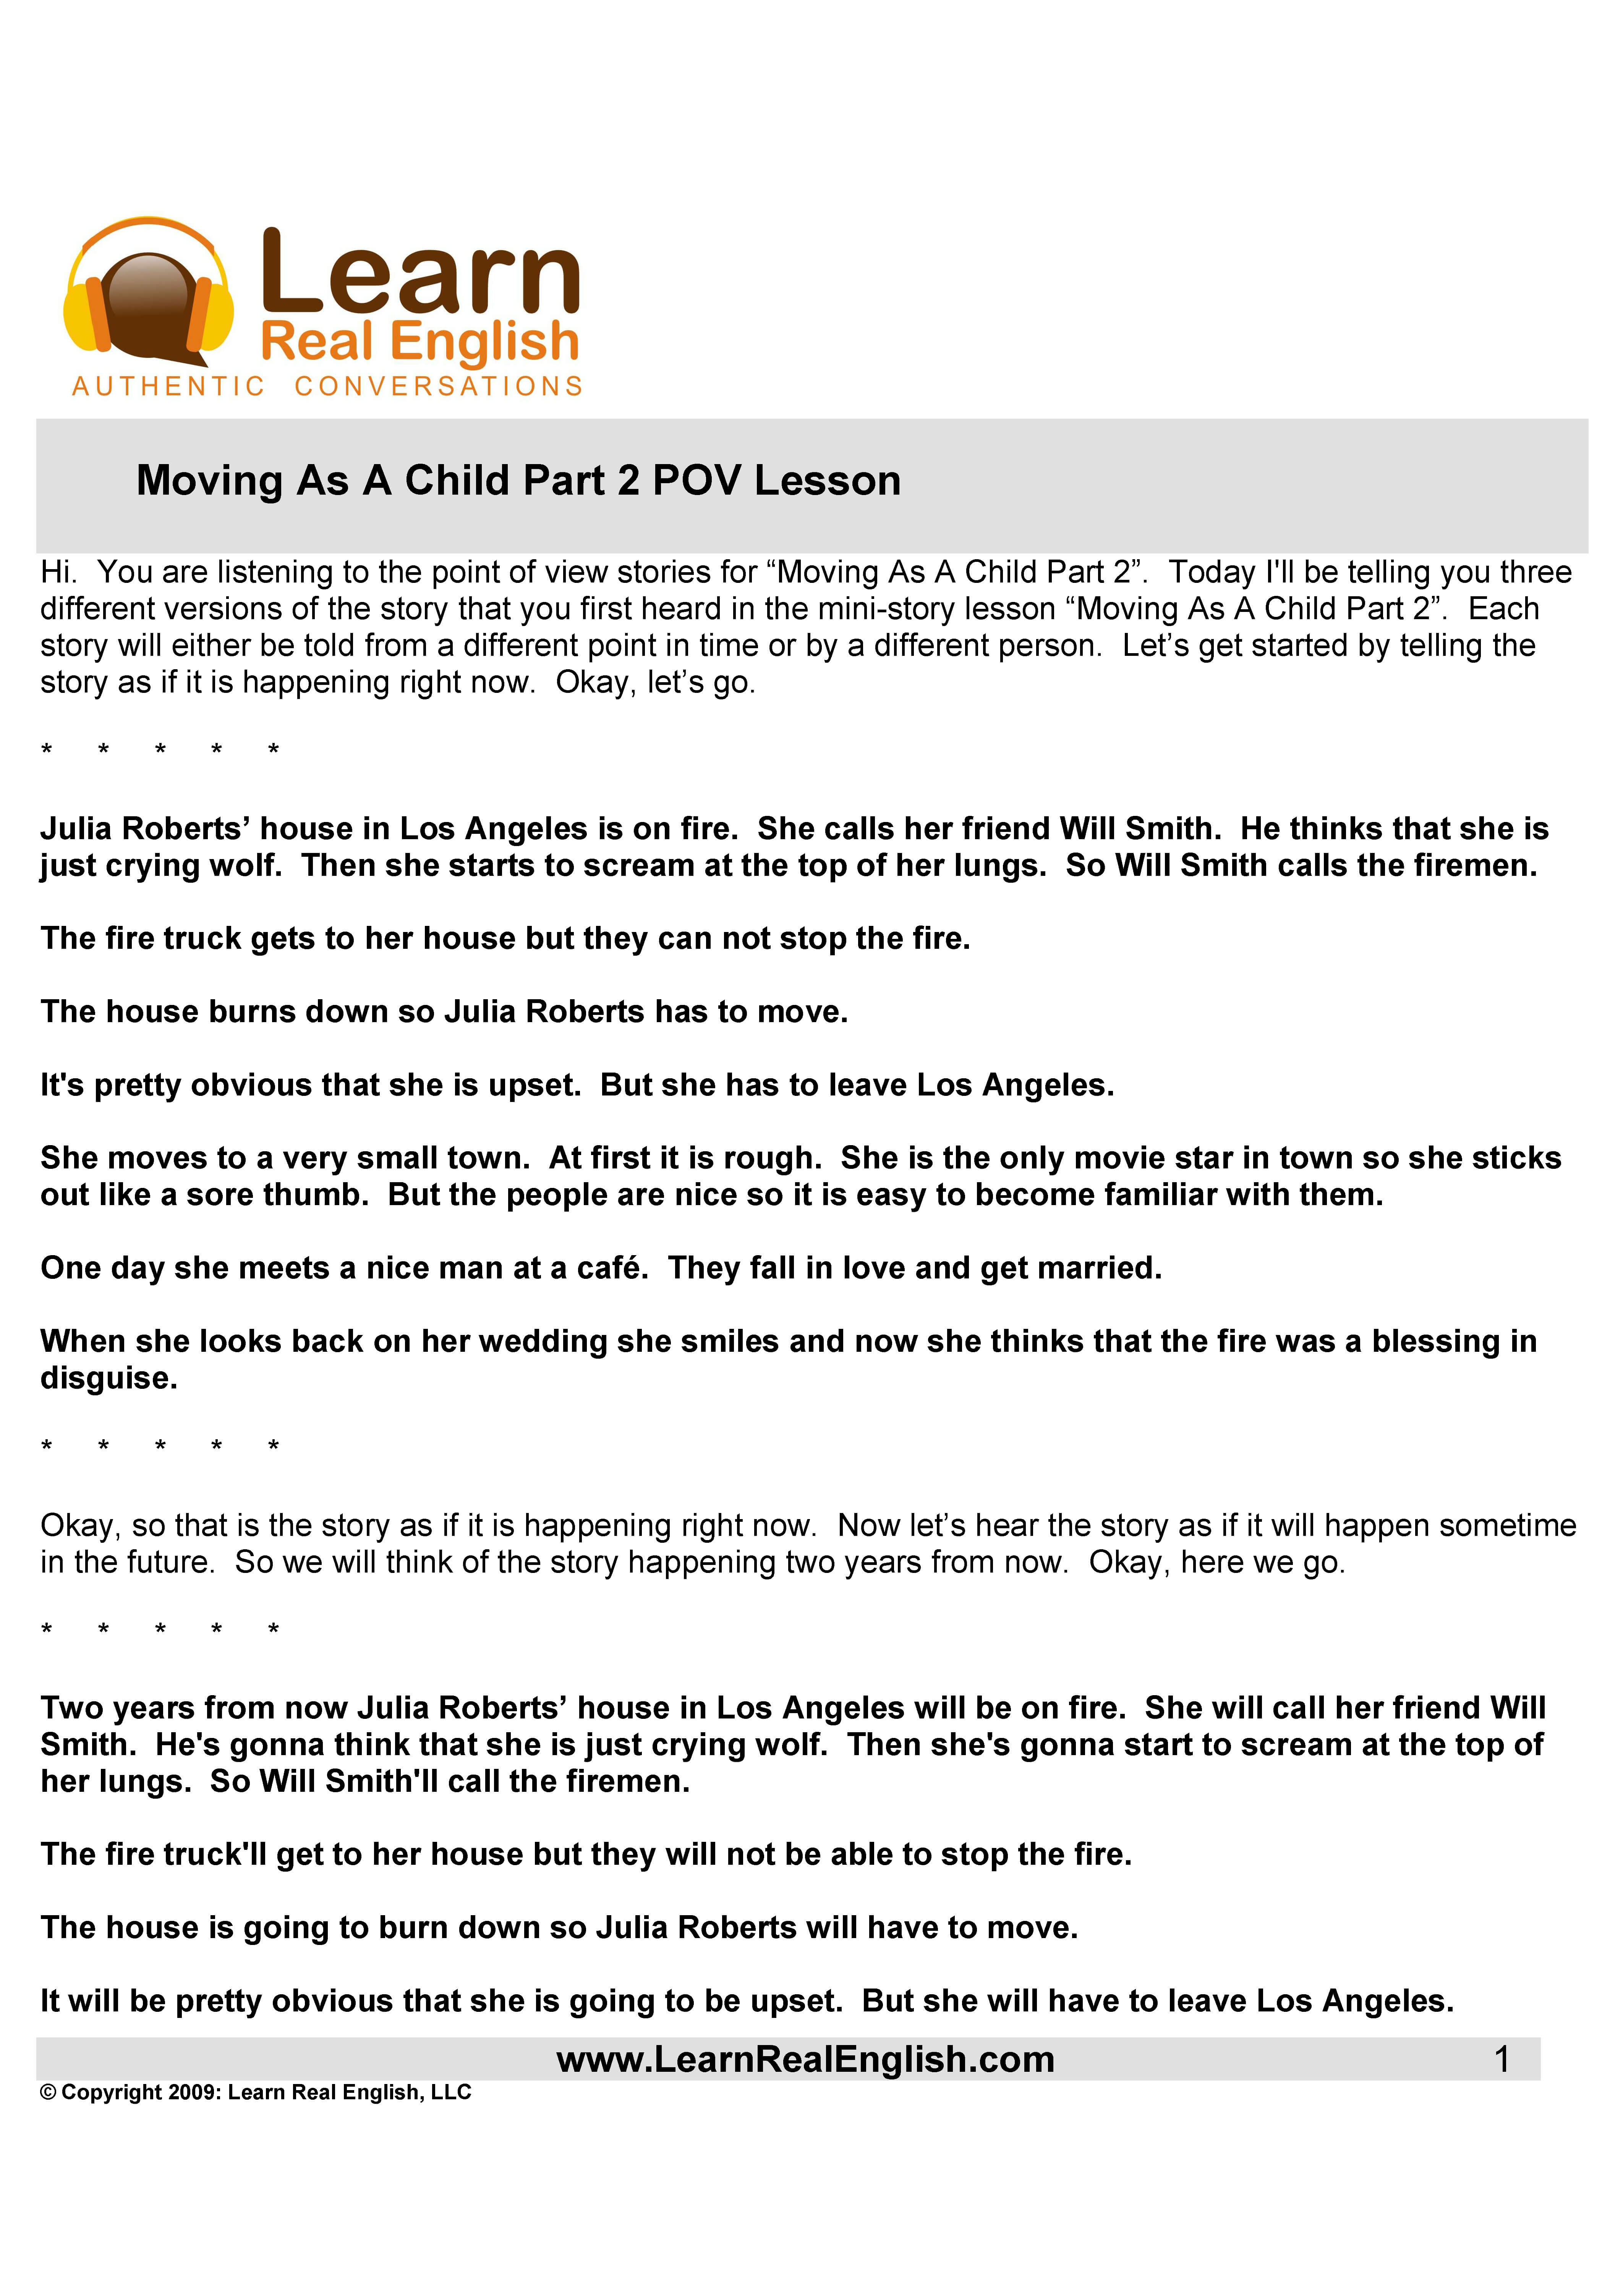 Learn
Real English
AUTHENTIC CONVERSATIONS
Moving As A Child Part 2 POV Lesson
Hi.  You are listening to the point of view stories for “Moving As A Child Part 2”.  Today I'll be telling you three
different versions of the story that you first heard in the mini-story lesson “Moving As A Child Part 2”.  Each
story will either be told from a different point in time or by a different person.  Let’s get started by telling the
story as if it is happening right now.  Okay, let’s go.
* * * * *
Julia Roberts’ house in Los Angeles is on fire.  She calls her friend Will Smith.  He thinks that she is
just crying wolf.  Then she starts to scream at the top of her lungs.  So Will Smith calls the firemen.
The fire truck gets to her house but they can not stop the fire.
The house burns down so Julia Roberts has to move.
It's pretty obvious that she is upset.  But she has to leave Los Angeles.
She moves to a very small town.  At first it is rough.  She is the only movie star in town so she sticks
out like a sore thumb.  But the people are nice so it is easy to become familiar with them.
One day she meets a nice man at a café.  They fall in love and get married.
When she looks back on her wedding she smiles and now she thinks that the fire was a blessing in
disguise.
* * * * *
Okay, so that is the story as if it is happening right now.  Now let’s hear the story as if it will happen sometime
in the future.  So we will think of the story happening two years from now.  Okay, here we go.
* * * * *
Two years from now Julia Roberts’ house in Los Angeles will be on fire.  She will call her friend Will
Smith.  He's gonna think that she is just crying wolf.  Then she's gonna start to scream at the top of
her lungs.  So Will Smith'll call the firemen.
The fire truck'll get to her house but they will not be able to stop the fire.
The house is going to burn down so Julia Roberts will have to move.
It will be pretty obvious that she is going to be upset.  But she will have to leave Los Angeles.
www.LearnRealEnglish.com 1
© Copyright 2009: Learn Real English, LLC